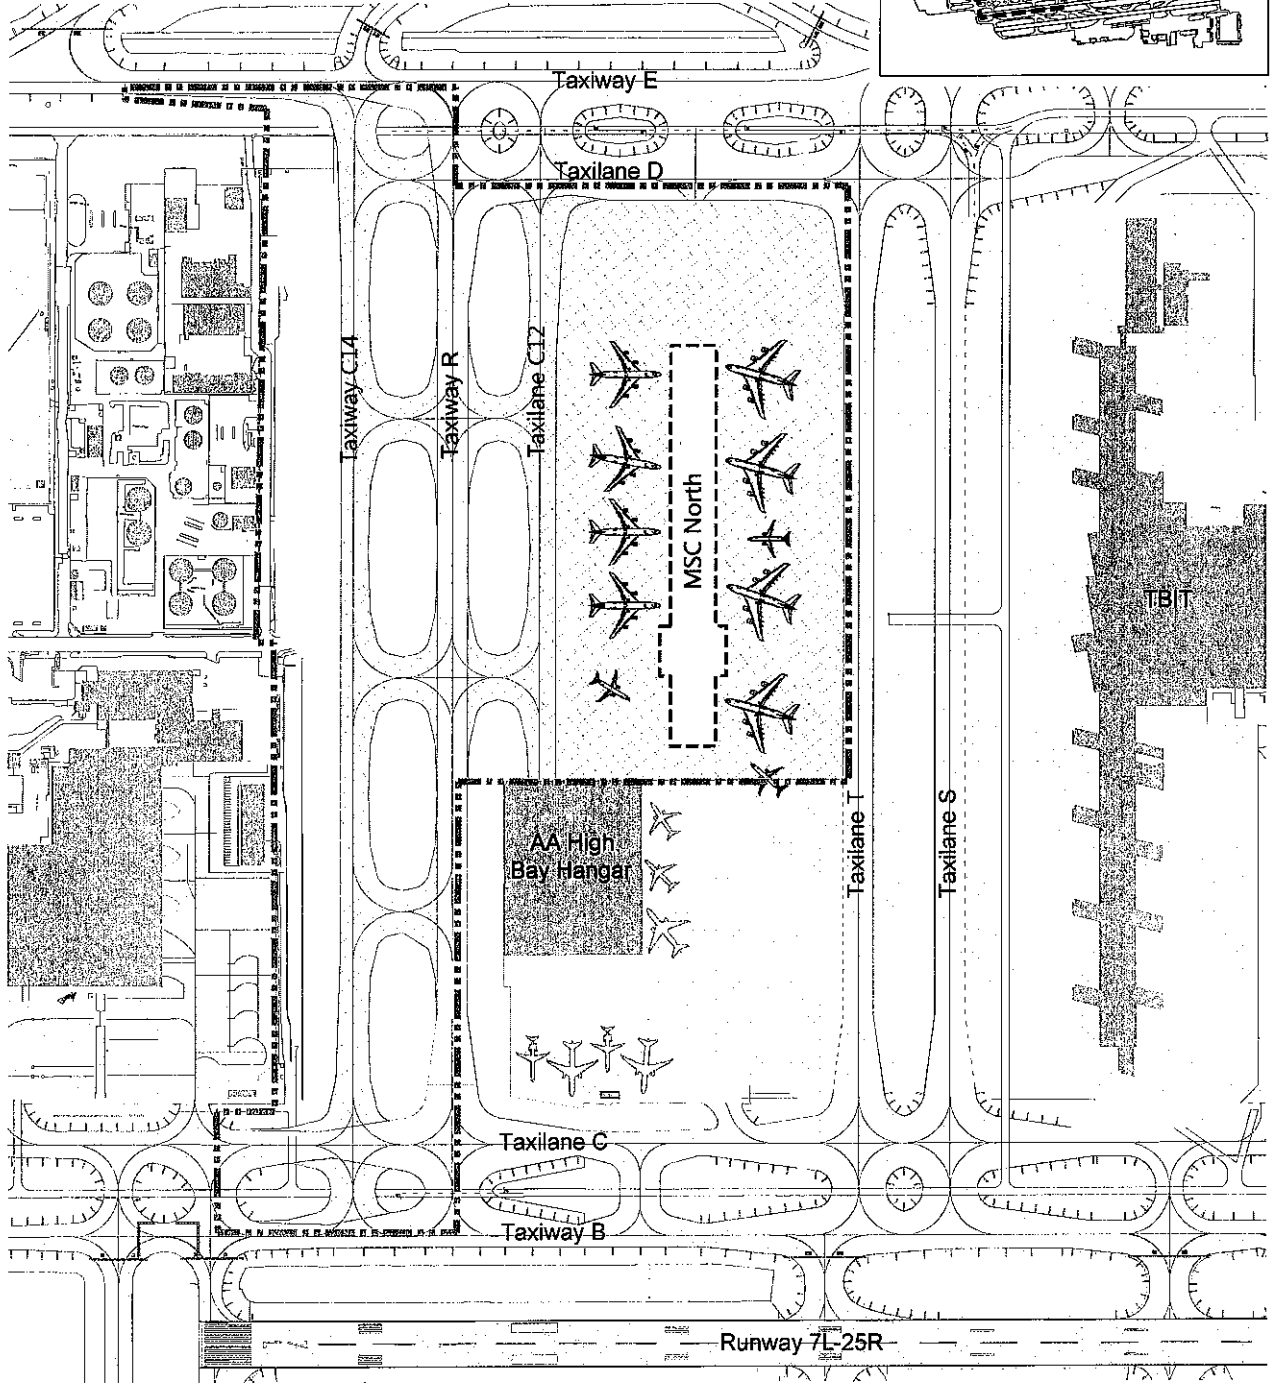 Taxiway E
Taxilane D
Taxiway C14
Taxiway R
Taxilane C12
MSC North
TBIT
AA High
Bay Hangar
Taxilane T
Taxilane S
Taxilane C
Taxiway B
Runway 7L-25R